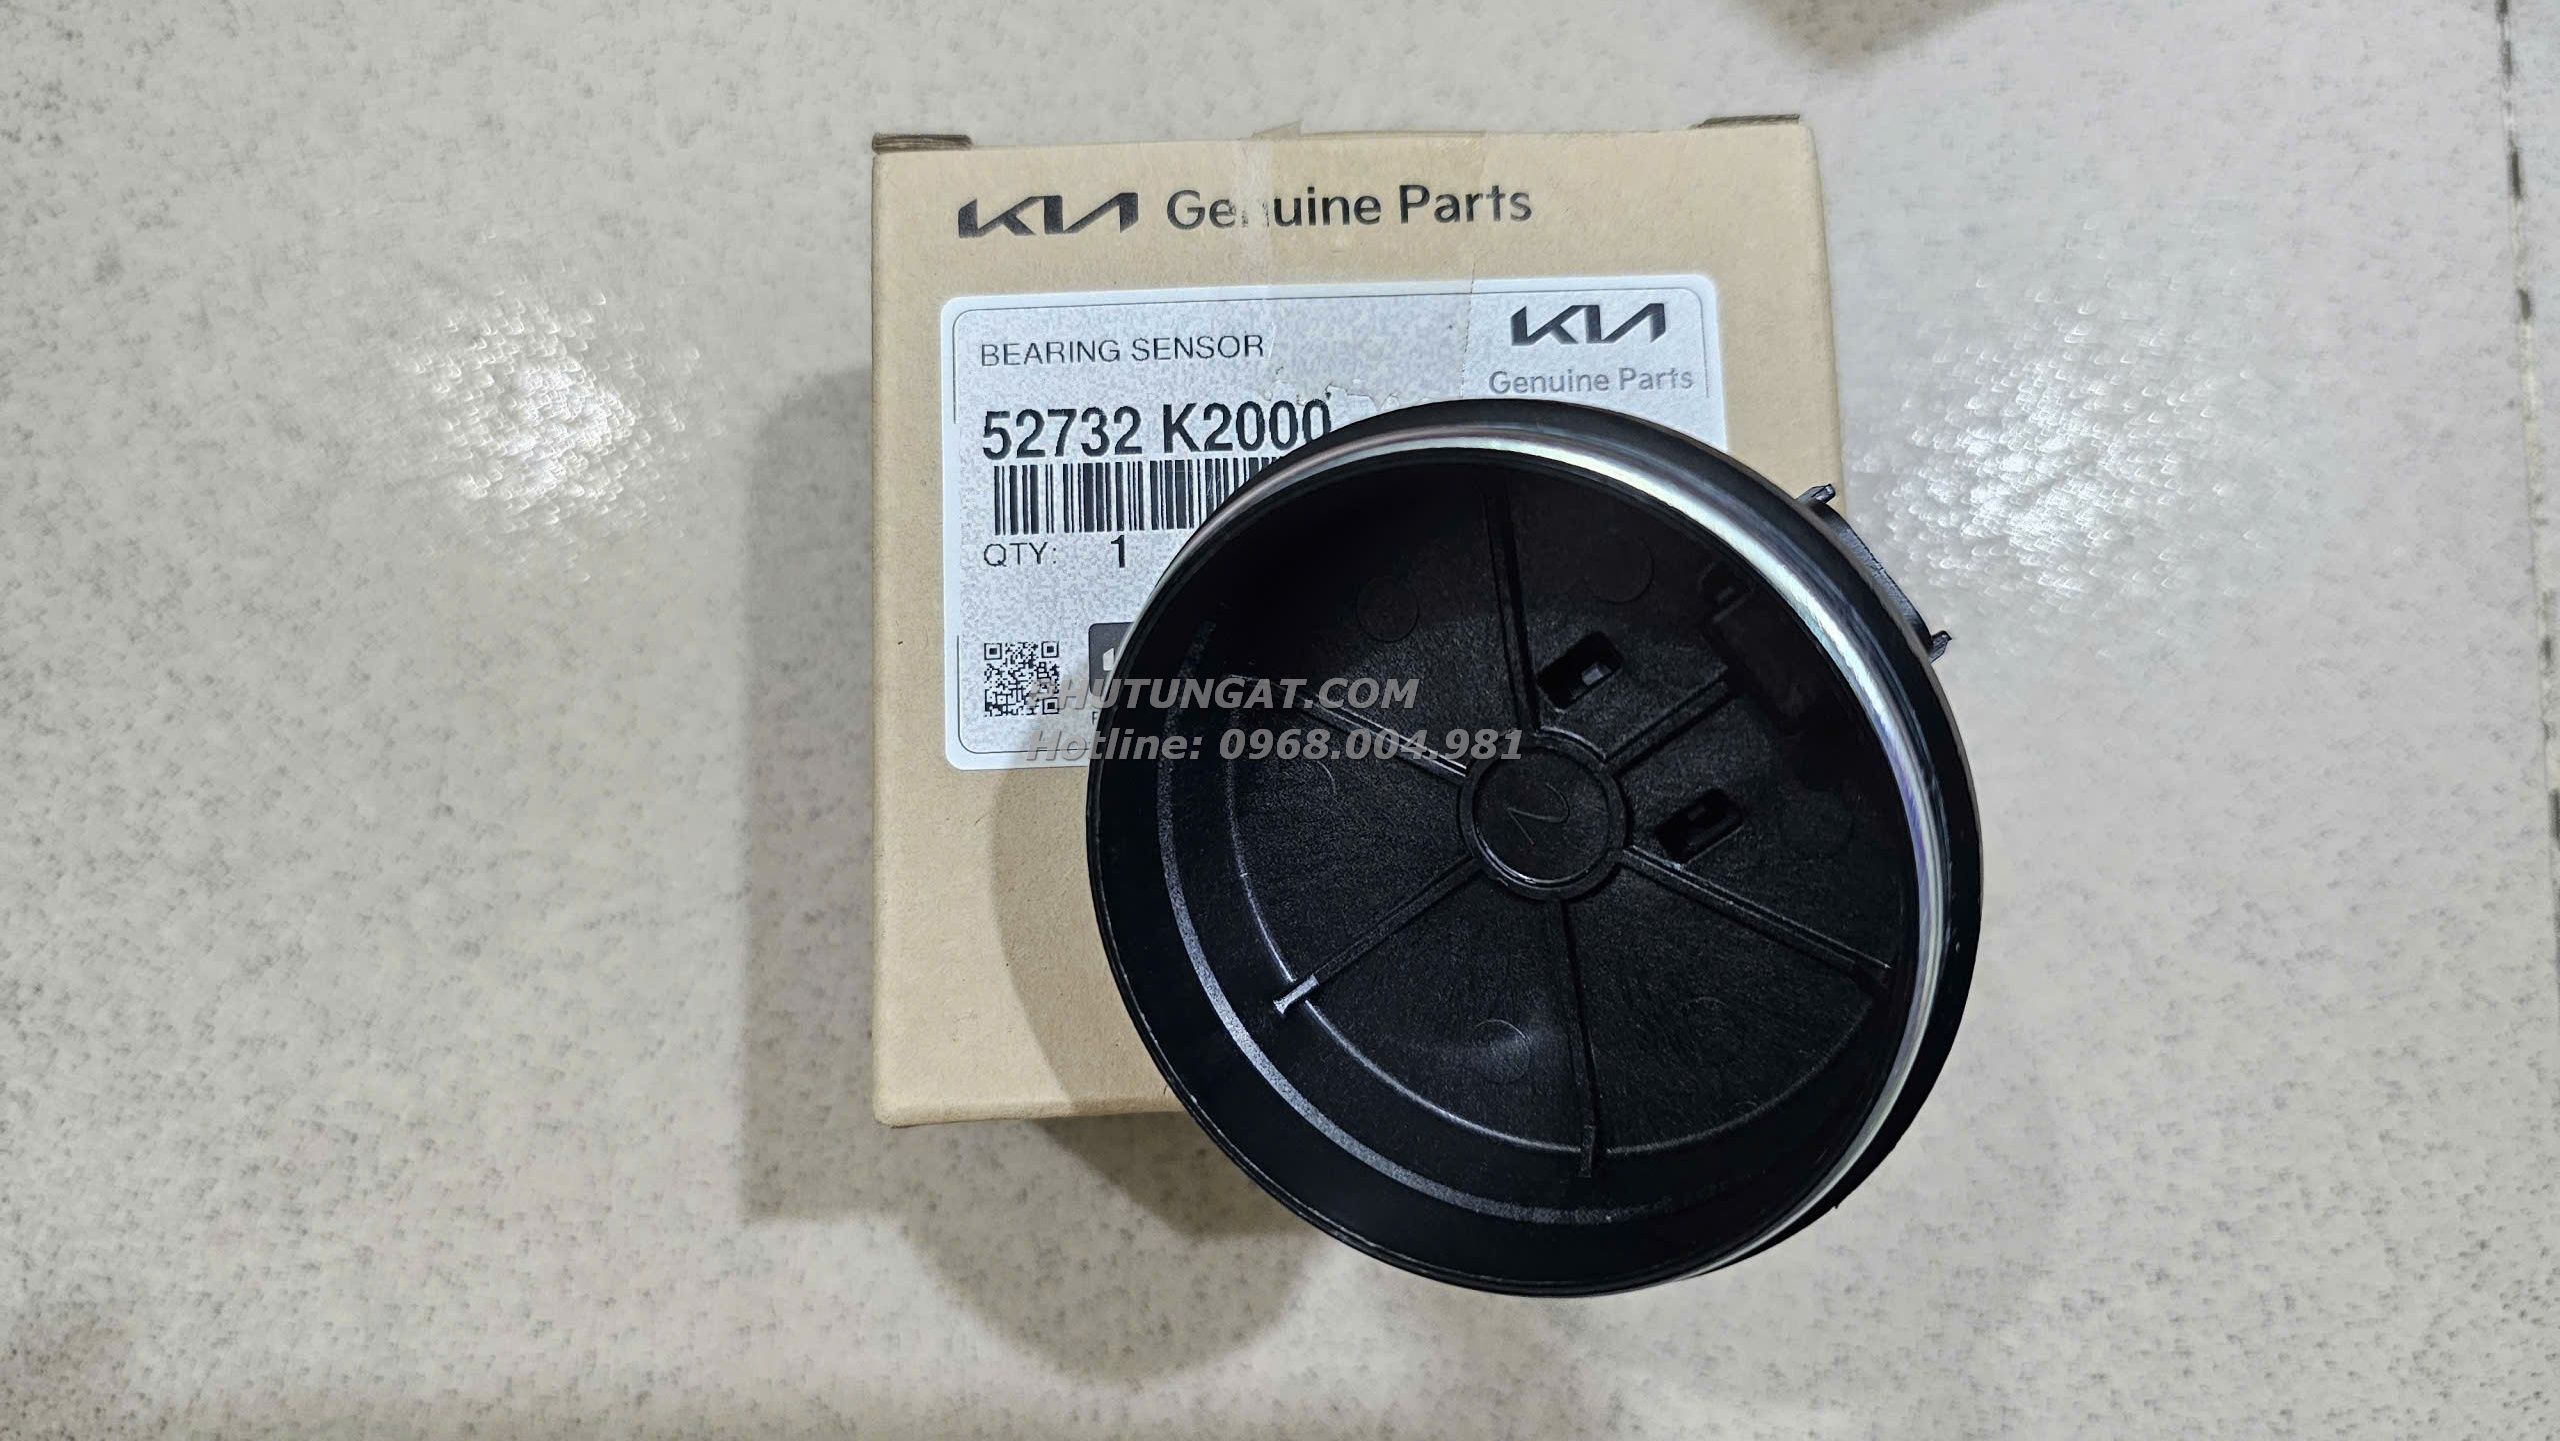 KIA Genuine Parts
BEARING SENSOR
KIA
Genuine Parts
52732 K2000
QTY: 1
PHUTUNGAT.COM
Hotline: 0968.004.981